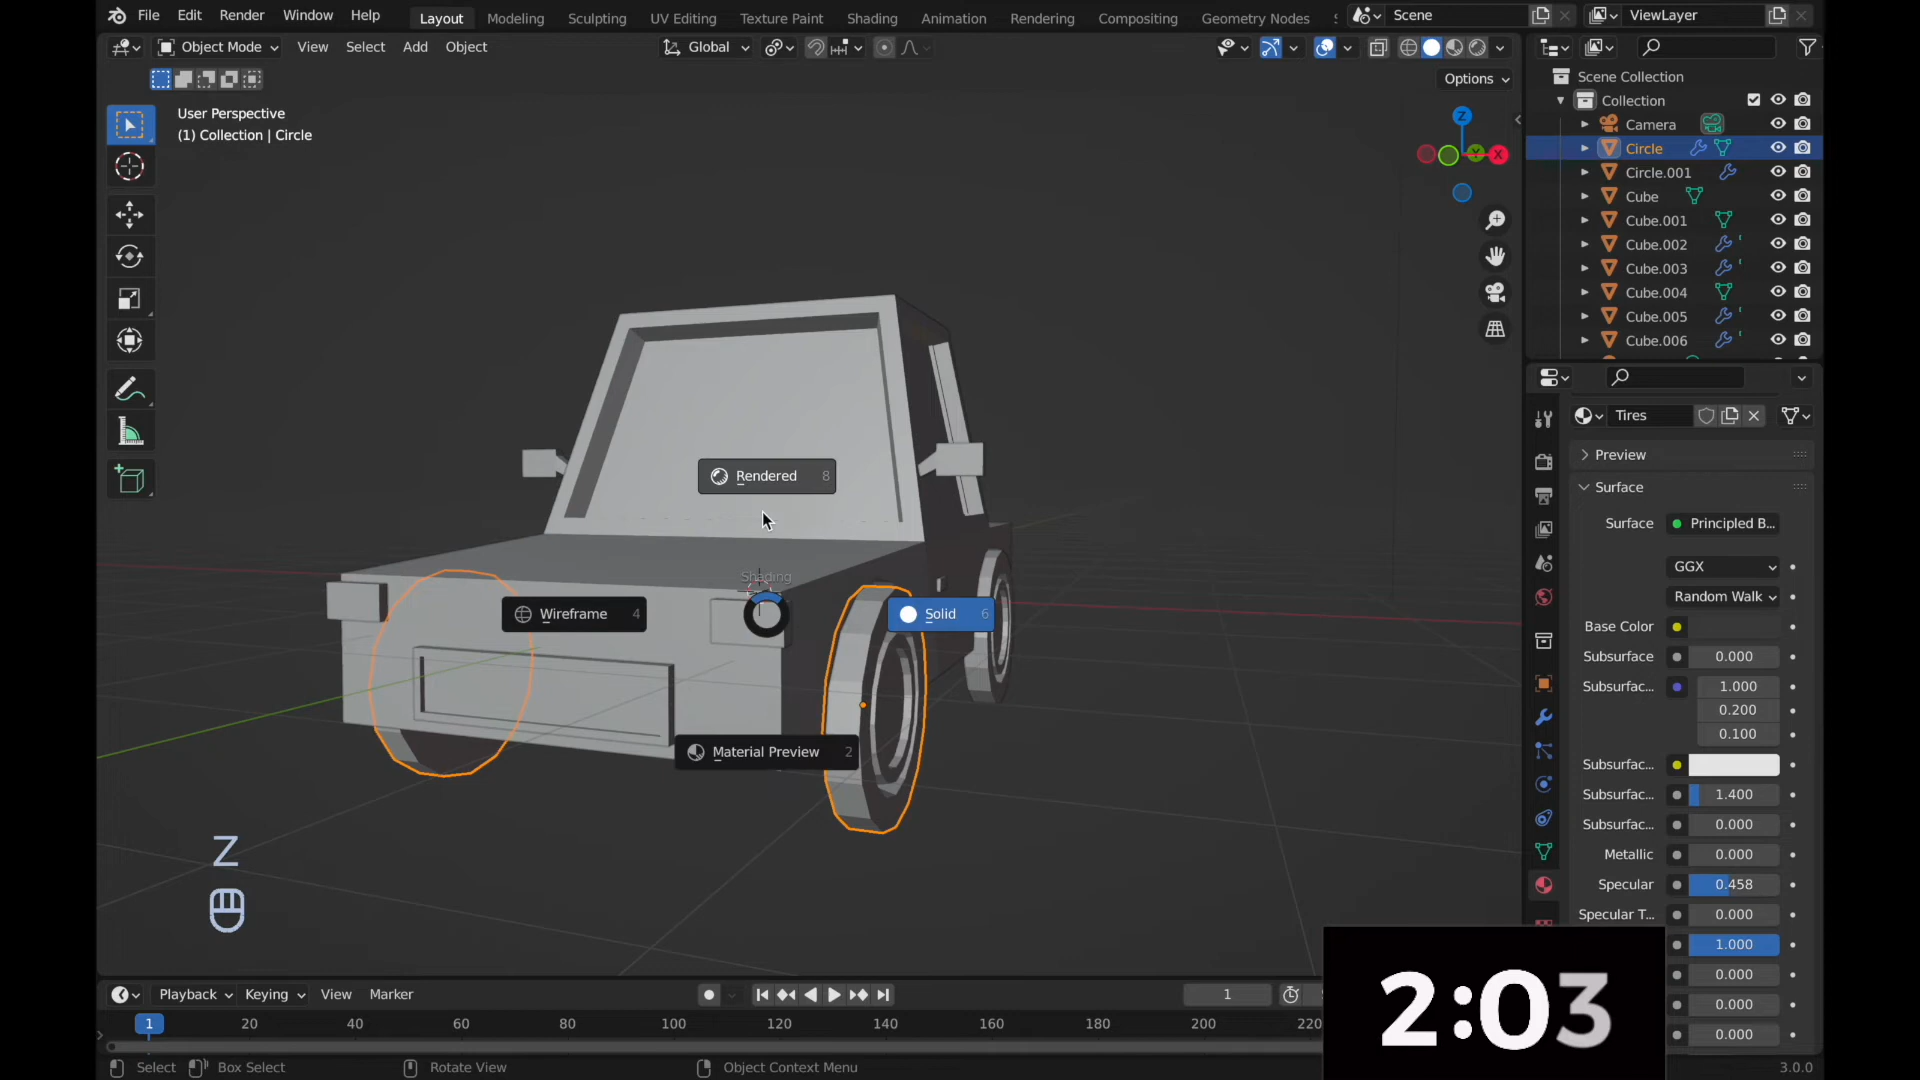 File Edit Render Window Help Layout Modeling Sculpting UV Editing Texture Paint Shading Animation Rendering Compositing Geometry Nodes Scene ViewLayer
Object Mode View Select Add Object Global
Options
User Perspective
(1) Collection | Circle
Z
X
Scene Collection
Collection
Camera
Circle
Circle.001
Cube
Cube.001
Cube.002
Cube.003
Cube.004
Cube.005
Cube.006
Tires
Preview
Surface
Surface Principled B...
GGX
Random Walk
Base Color
Subsurface 0.000
Subsurfac... 1.000
0.200
0.100
Subsurfac...
Subsurfac... 1.400
Subsurfac... 0.000
Metallic 0.000
Specular 0.458
Specular T... 0.000
1.000
0.000
0.000
0.000
Rendered 8
Shading
Wireframe 4
Solid 6
Material Preview 2
Z
2:03
Playback Keying View Marker 1
1 20 40 60 80 100 120 140 160 180 200 220
Select Box Select Rotate View Object Context Menu 3.0.0